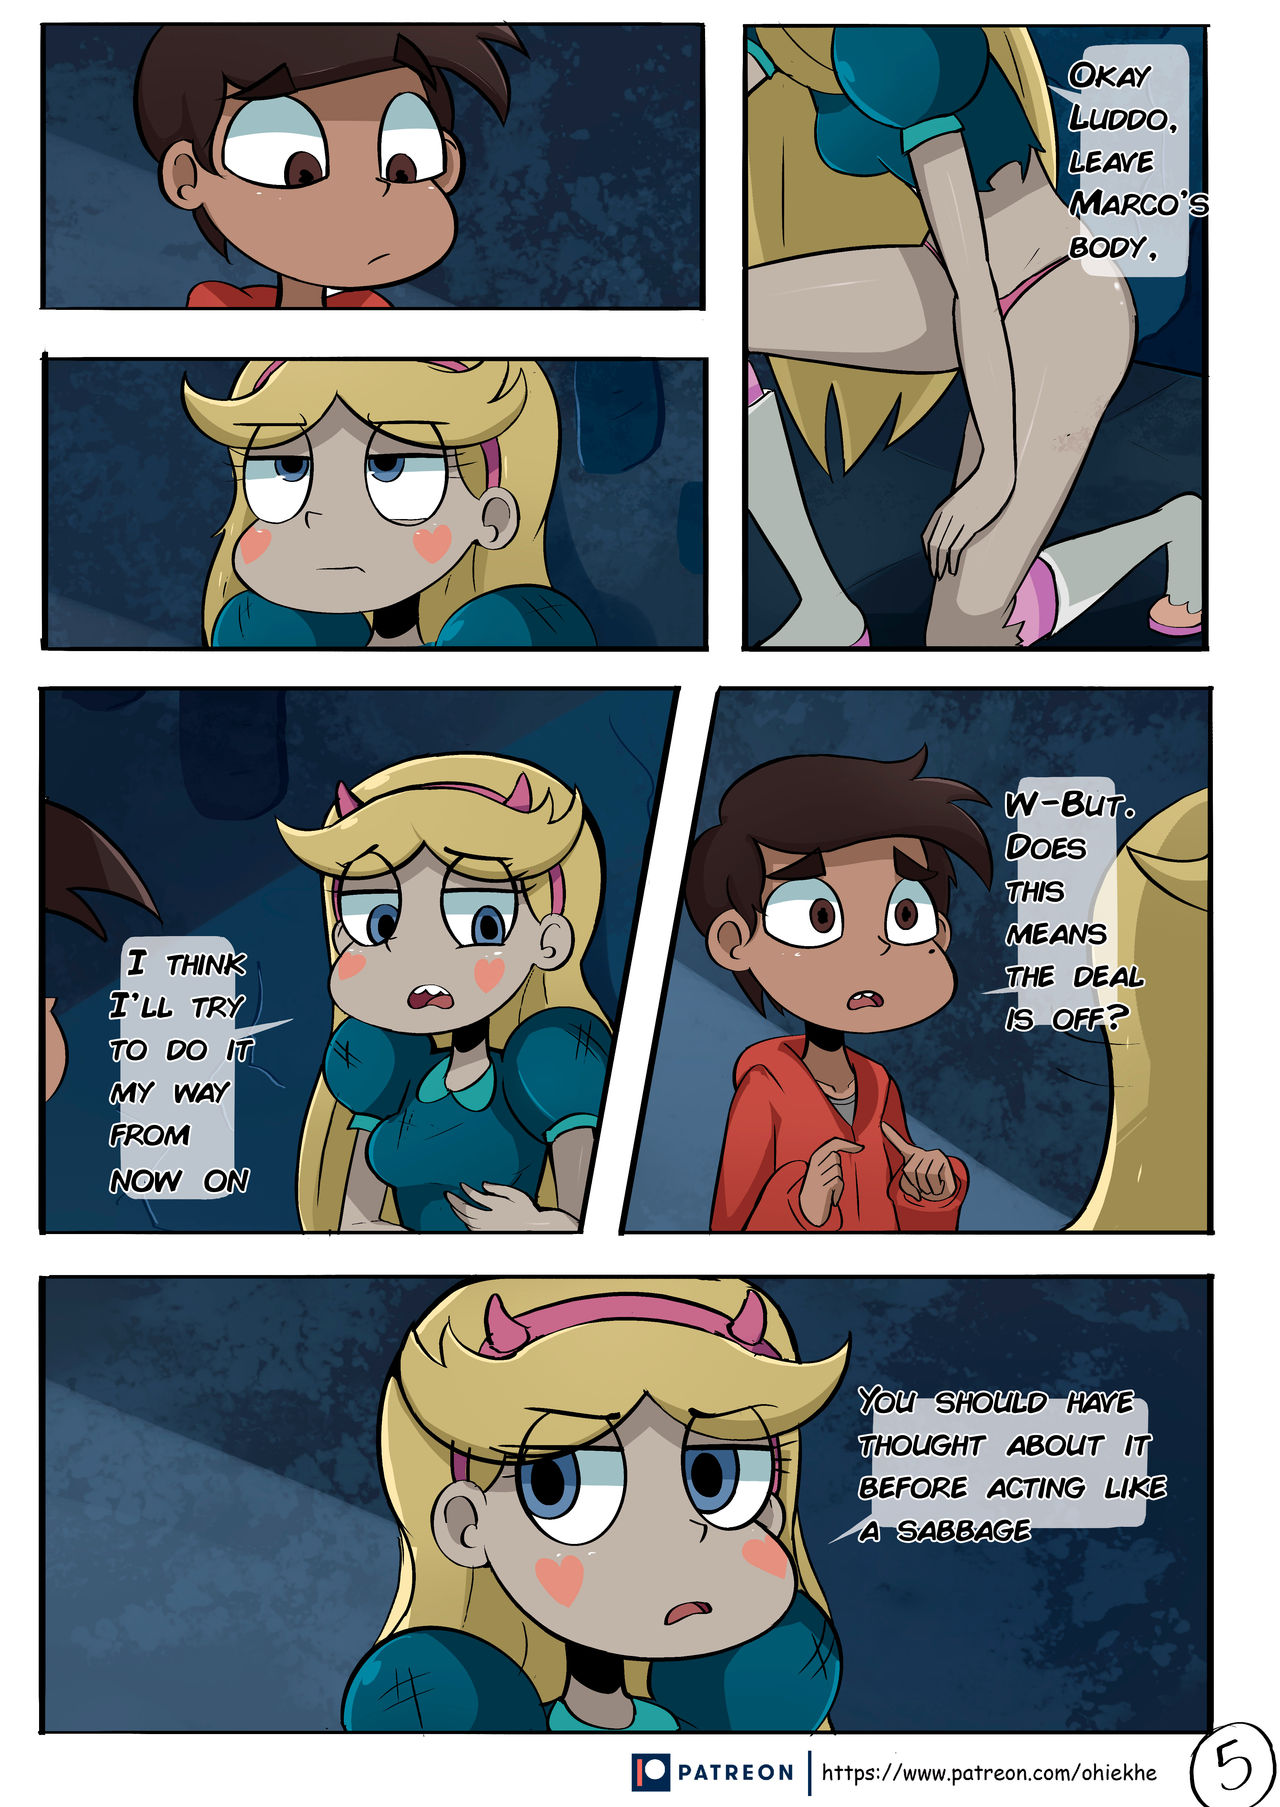 Okay
Luddo,
leave
Marco's
body,
I think
I'll try
to do it
my way
from
now on
W-But.
Does
this
means
the deal
is off?
You should have
thought about it
before acting like
a sabbage
PATREON | https://www.patreon.com/ohiekhe
5